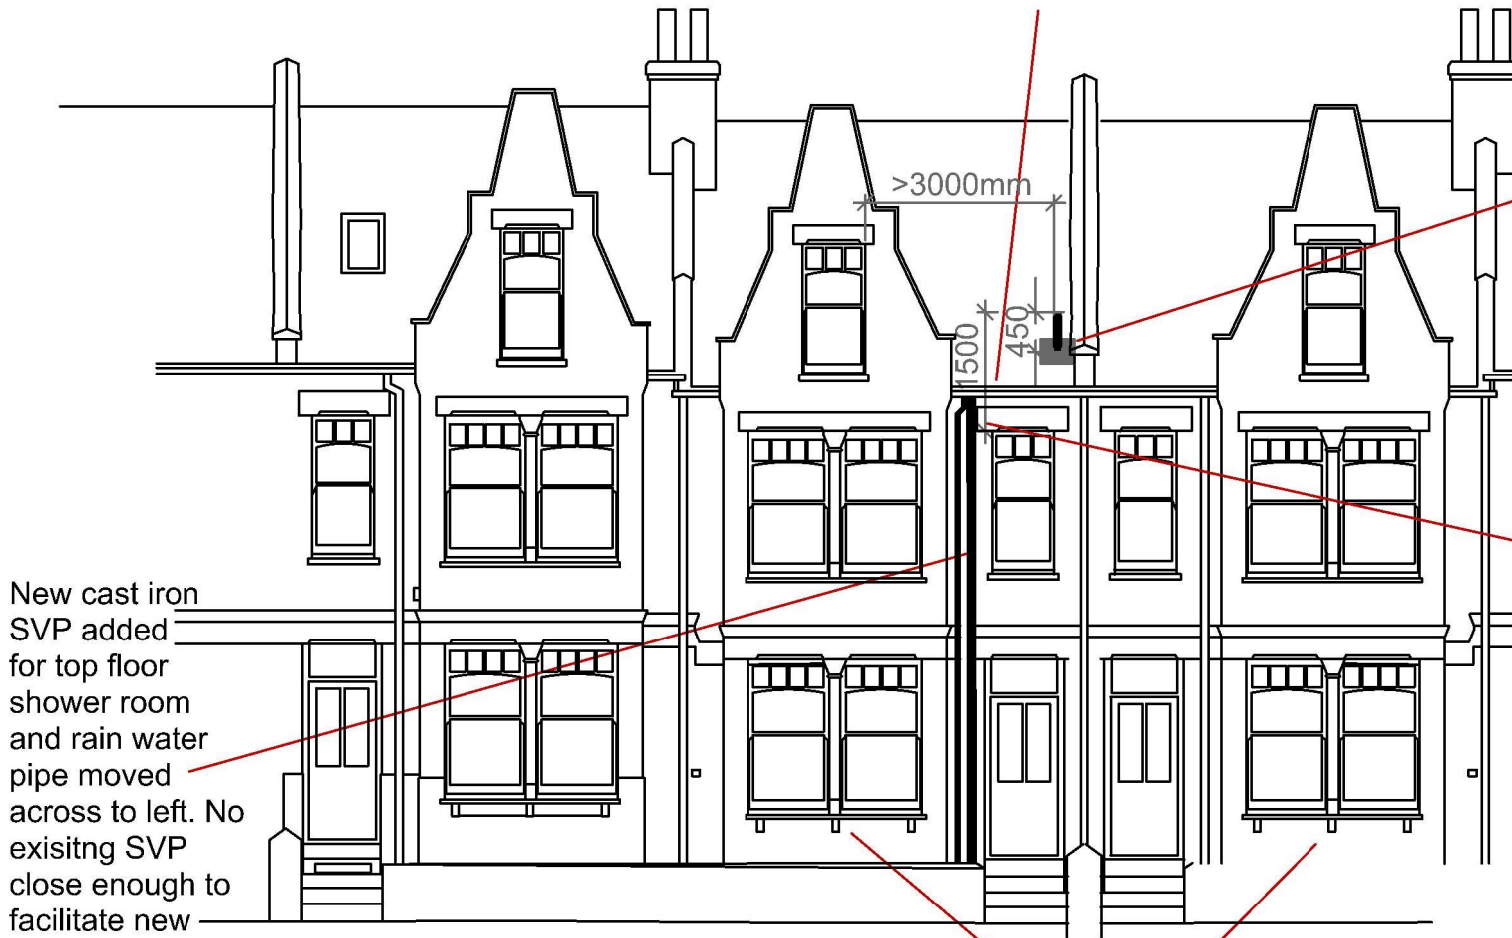 >3000mm
450
1500
New cast iron
SVP added
for top floor
shower room
and rain water
pipe moved
across to left. No
exisitng SVP
close enough to
facilitate new